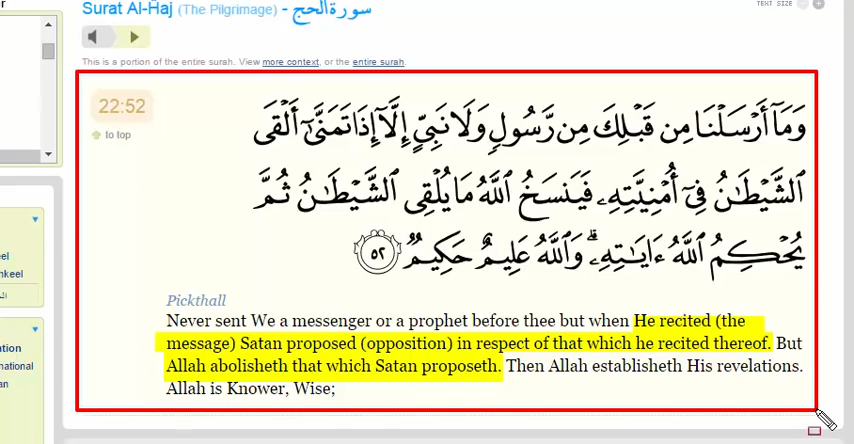 Surat Al-Ĥaj (The Pilgrimage) - سورة الحج
TEXT SIZE
This is a portion of the entire surah. View more context, or the entire surah.
22:52
to top
وَمَآ أَرْسَلْنَا مِن قَبْلِكَ مِن رَّسُولٍ وَلَا نَبِىٍّ إِلَّآ إِذَا تَمَنَّىٰٓ أَلْقَى
ٱلشَّيْطَـٰنُ فِىٓ أُمْنِيَّتِهِۦ فَيَنسَخُ ٱللَّهُ مَا يُلْقِى ٱلشَّيْطَـٰنُ ثُمَّ
يُحْكِمُ ٱللَّهُ ءَايَـٰتِهِۦ ۗ وَٱللَّهُ عَلِيمٌ حَكِيمٌ ٥٢
Pickthall
Never sent We a messenger or a prophet before thee but when He recited (the
message) Satan proposed (opposition) in respect of that which he recited thereof. But
Allah abolisheth that which Satan proposeth. Then Allah establisheth His revelations.
Allah is Knower, Wise;